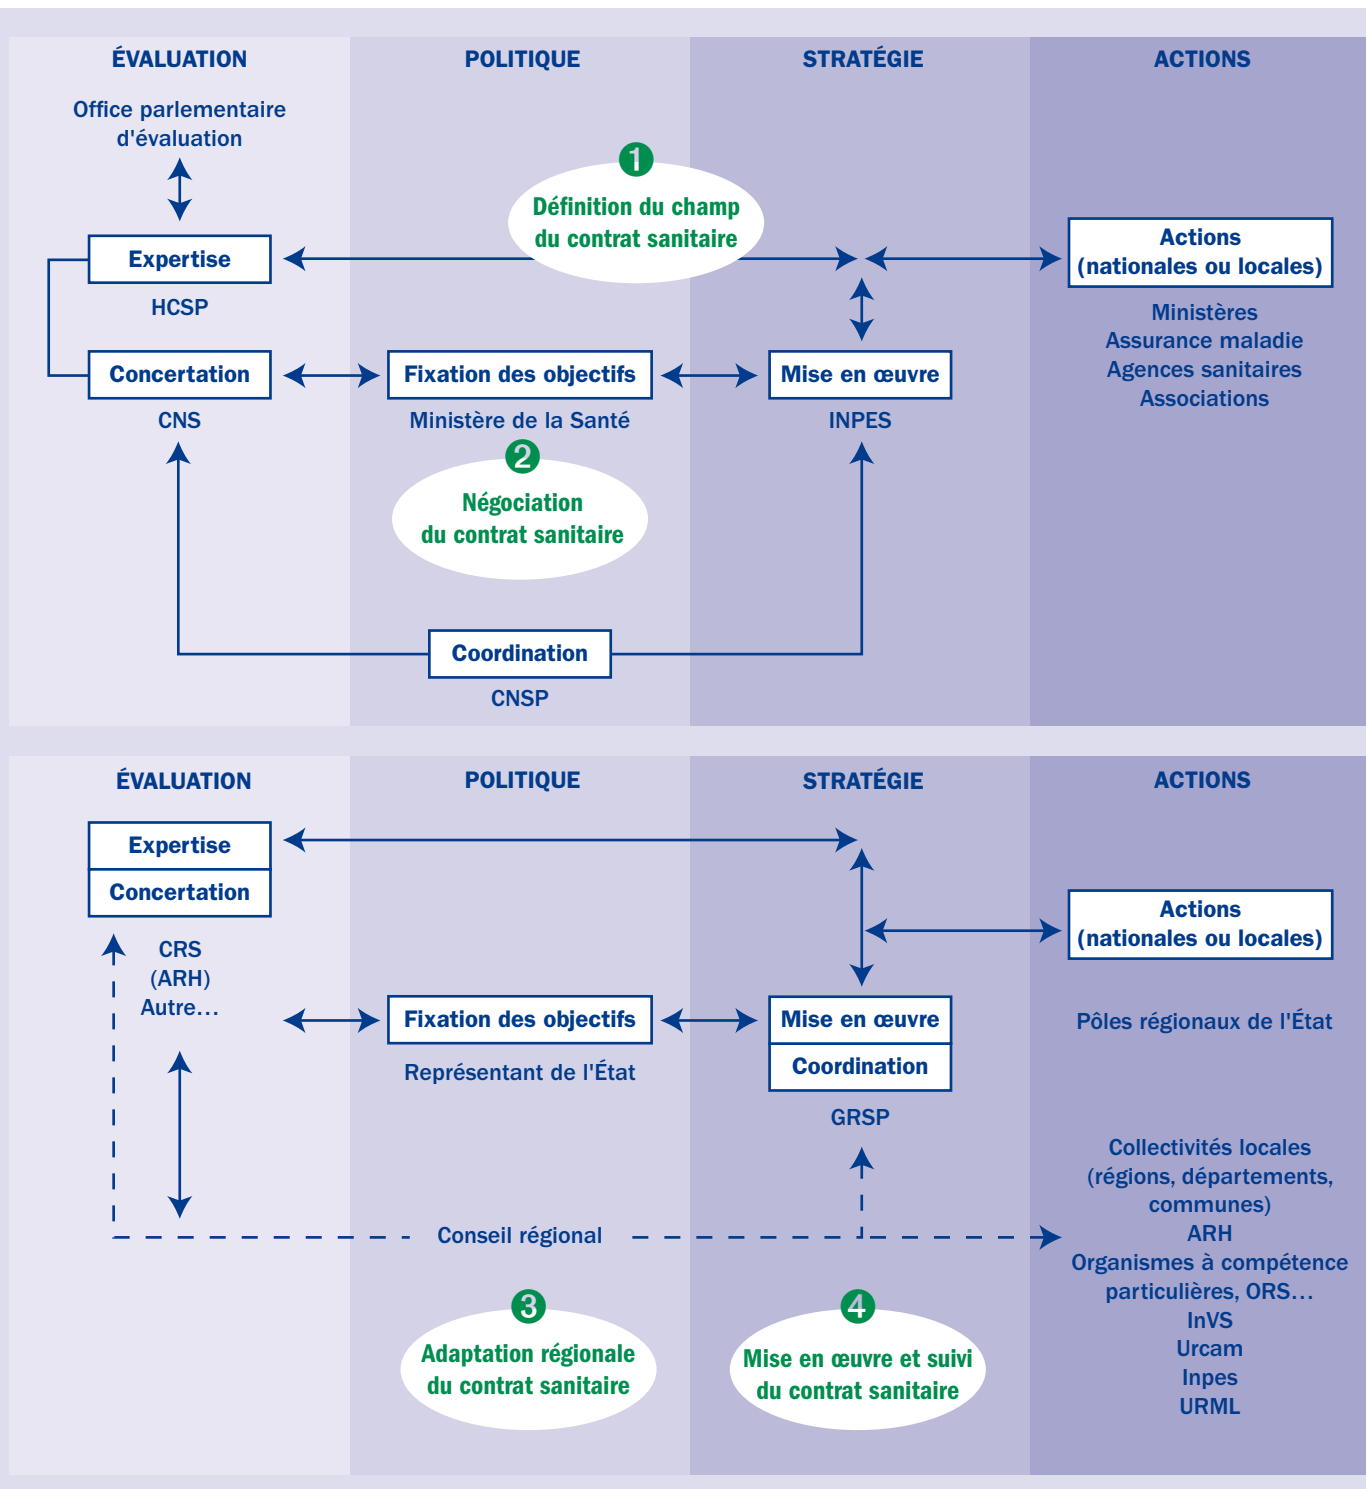 ÉVALUATION
POLITIQUE
STRATÉGIE
ACTIONS
Office parlementaire
d'évaluation
1
Définition du champ
du contrat sanitaire
Expertise
HCSP
Actions
(nationales ou locales)
Ministères
Assurance maladie
Agences sanitaires
Associations
Concertation
CNS
Fixation des objectifs
Ministère de la Santé
Mise en œuvre
INPES
2
Négociation
du contrat sanitaire
Coordination
CNSP
ÉVALUATION
POLITIQUE
STRATÉGIE
ACTIONS
Expertise
Concertation
CRS
(ARH)
Autre…
Actions
(nationales ou locales)
Fixation des objectifs
Représentant de l'État
Mise en œuvre
Coordination
GRSP
Pôles régionaux de l'État
Collectivités locales
(régions, départements,
communes)
ARH
Organismes à compétence
particulières, ORS…
InVS
Urcam
Inpes
URML
Conseil régional
3
Adaptation régionale
du contrat sanitaire
4
Mise en œuvre et suivi
du contrat sanitaire